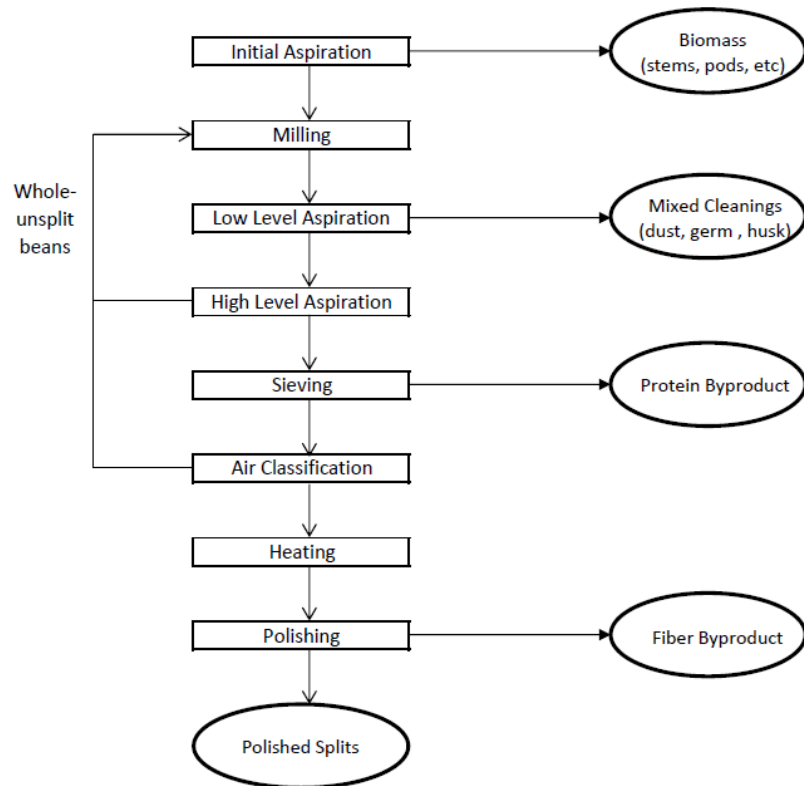 Initial Aspiration
Biomass
(stems, pods, etc)
Milling
Whole-
unsplit
beans
Low Level Aspiration
Mixed Cleanings
(dust, germ , husk)
High Level Aspiration
Sieving
Protein Byproduct
Air Classification
Heating
Polishing
Fiber Byproduct
Polished Splits